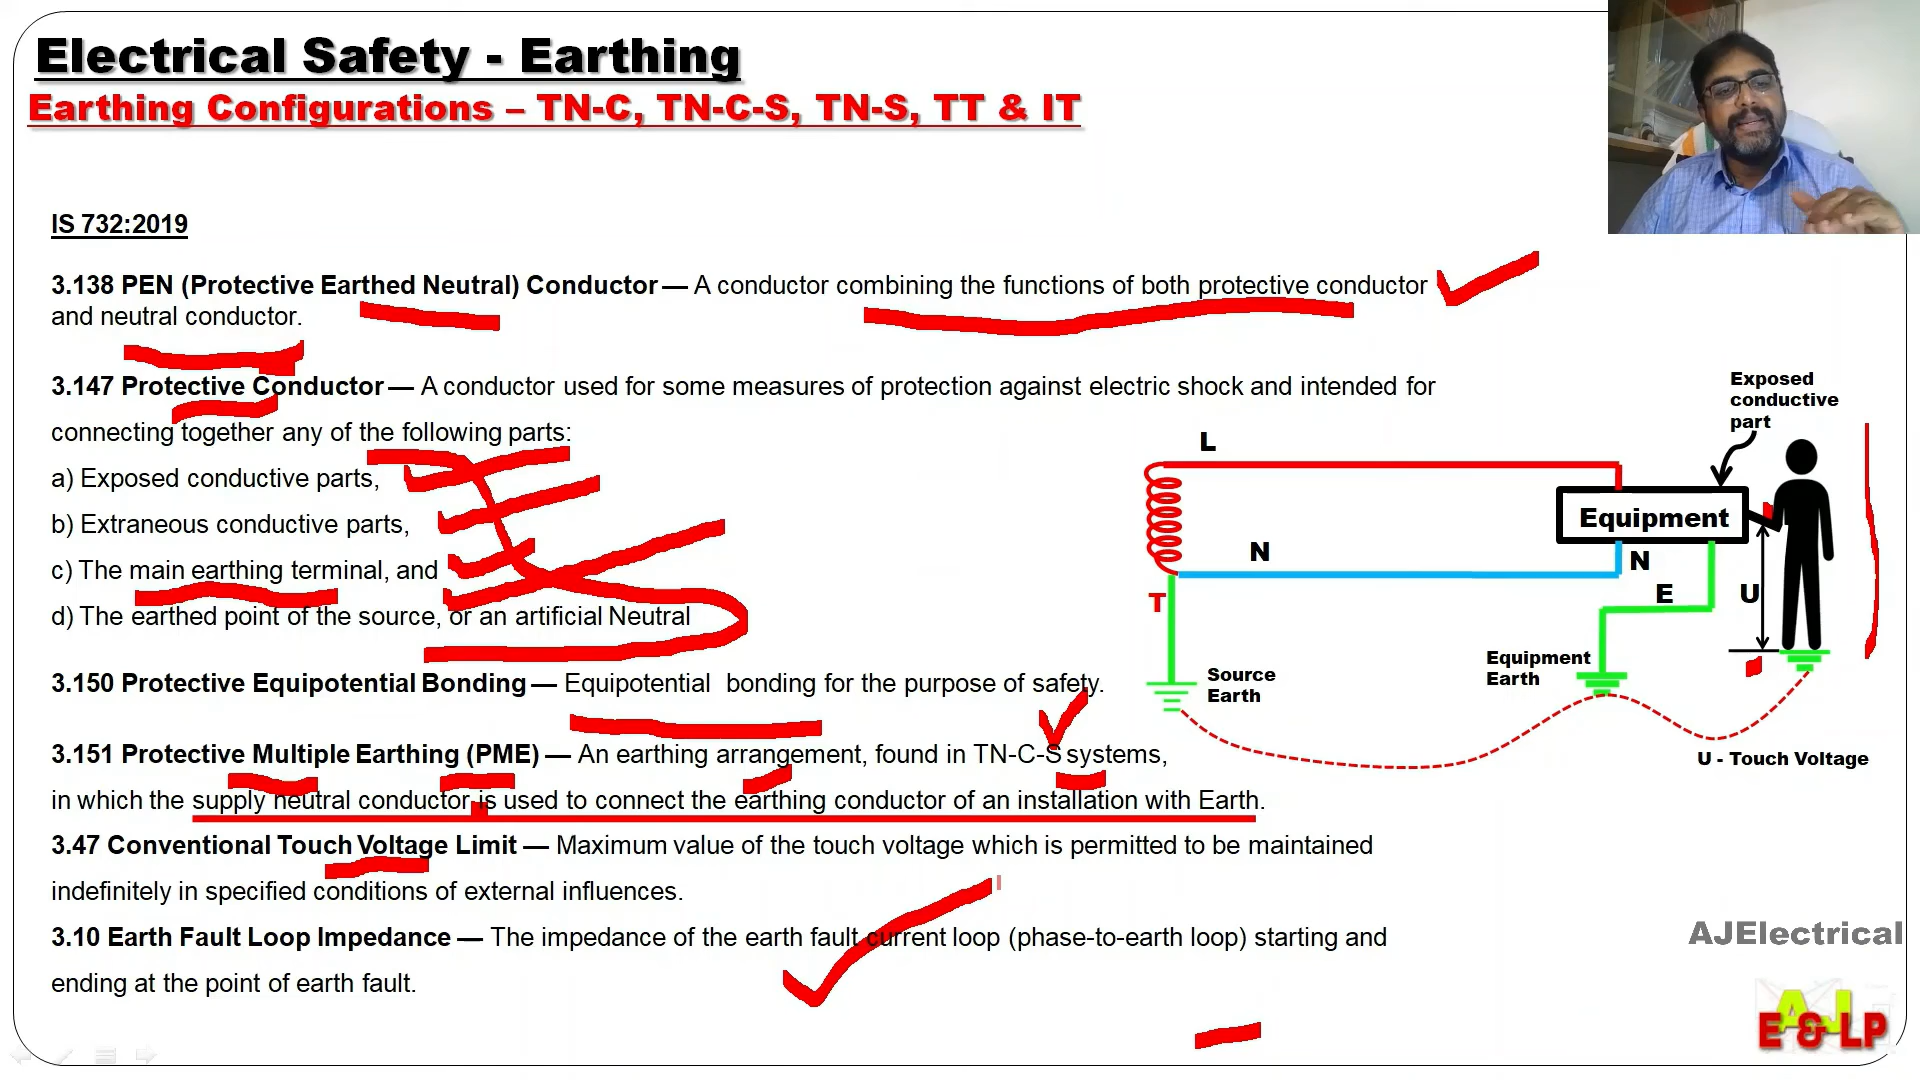 Electrical Safety - Earthing
Earthing Configurations – TN-C, TN-C-S, TN-S, TT & IT
IS 732:2019
3.138 PEN (Protective Earthed Neutral) Conductor — A conductor combining the functions of both protective conductor
and neutral conductor.
3.147 Protective Conductor — A conductor used for some measures of protection against electric shock and intended for
connecting together any of the following parts:
a) Exposed conductive parts,
b) Extraneous conductive parts,
c) The main earthing terminal, and
d) The earthed point of the source, or an artificial Neutral
3.150 Protective Equipotential Bonding — Equipotential bonding for the purpose of safety.
3.151 Protective Multiple Earthing (PME) — An earthing arrangement, found in TN-C-S systems,
in which the supply neutral conductor is used to connect the earthing conductor of an installation with Earth.
3.47 Conventional Touch Voltage Limit — Maximum value of the touch voltage which is permitted to be maintained
indefinitely in specified conditions of external influences.
3.10 Earth Fault Loop Impedance — The impedance of the earth fault current loop (phase-to-earth loop) starting and
ending at the point of earth fault.
Exposed
conductive
part
L
Equipment
N
N
E
U
T
Source
Earth
Equipment
Earth
U - Touch Voltage
AJElectrical
AJ
E & LP